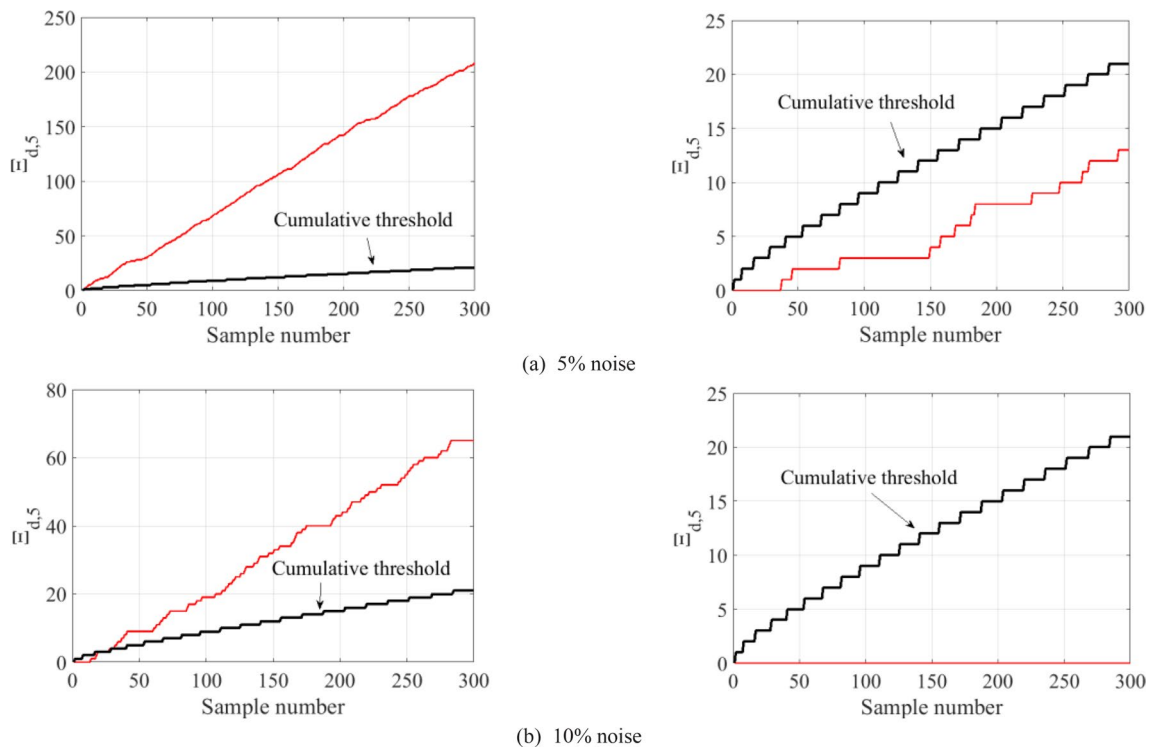 250
200
150
100
50
0
Ξd,5
Cumulative threshold
0 50 100 150 200 250 300
Sample number
25
20
15
10
5
0
Ξd,5
Cumulative threshold
0 50 100 150 200 250 300
Sample number
(a) 5% noise
80
60
40
20
0
Ξd,5
Cumulative threshold
0 50 100 150 200 250 300
Sample number
25
20
15
10
5
0
Ξd,5
Cumulative threshold
0 50 100 150 200 250 300
Sample number
(b) 10% noise